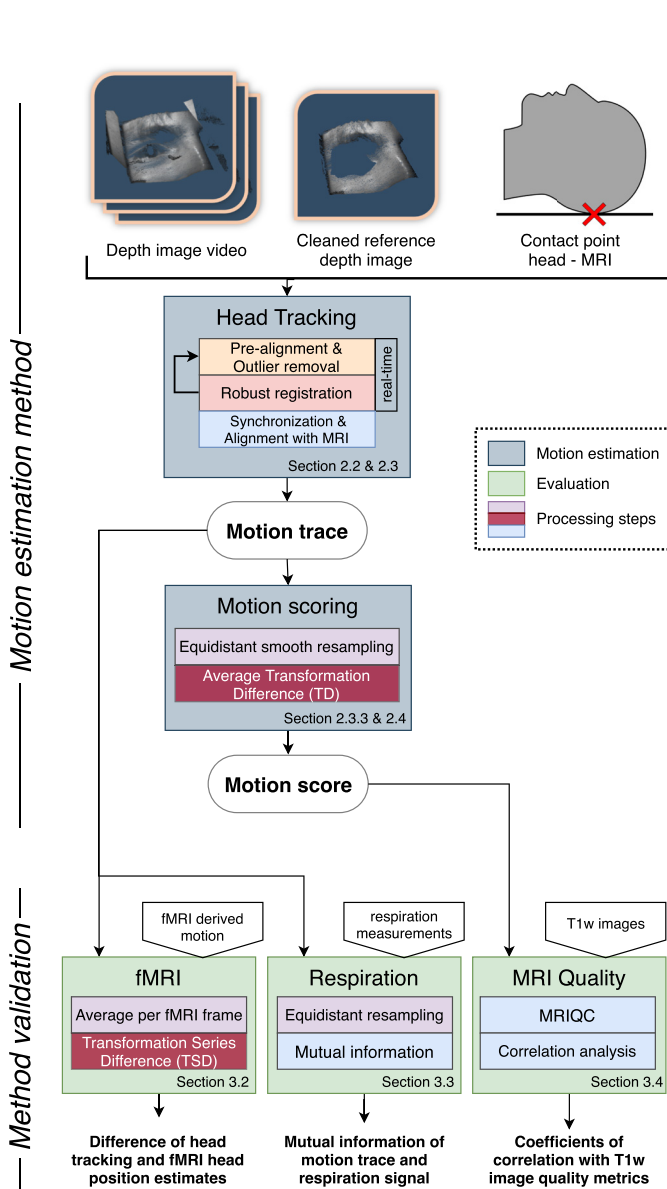 Depth image video
Cleaned reference
depth image
Contact point
head - MRI
Motion estimation method
Head Tracking
Pre-alignment &
Outlier removal
Robust registration
real-time
Synchronization &
Alignment with MRI
Section 2.2 & 2.3
Motion estimation
Evaluation
Processing steps
Motion trace
Motion scoring
Equidistant smooth resampling
Average Transformation
Difference (TD)
Section 2.3.3 & 2.4
Motion score
Method validation
fMRI derived
motion
respiration
measurements
T1w images
fMRI
Average per fMRI frame
Transformation Series
Difference (TSD)
Section 3.2
Respiration
Equidistant resampling
Mutual information
Section 3.3
MRI Quality
MRIQC
Correlation analysis
Section 3.4
Difference of head
tracking and fMRI head
position estimates
Mutual information of
motion trace and
respiration signal
Coefficients of
correlation with T1w
image quality metrics